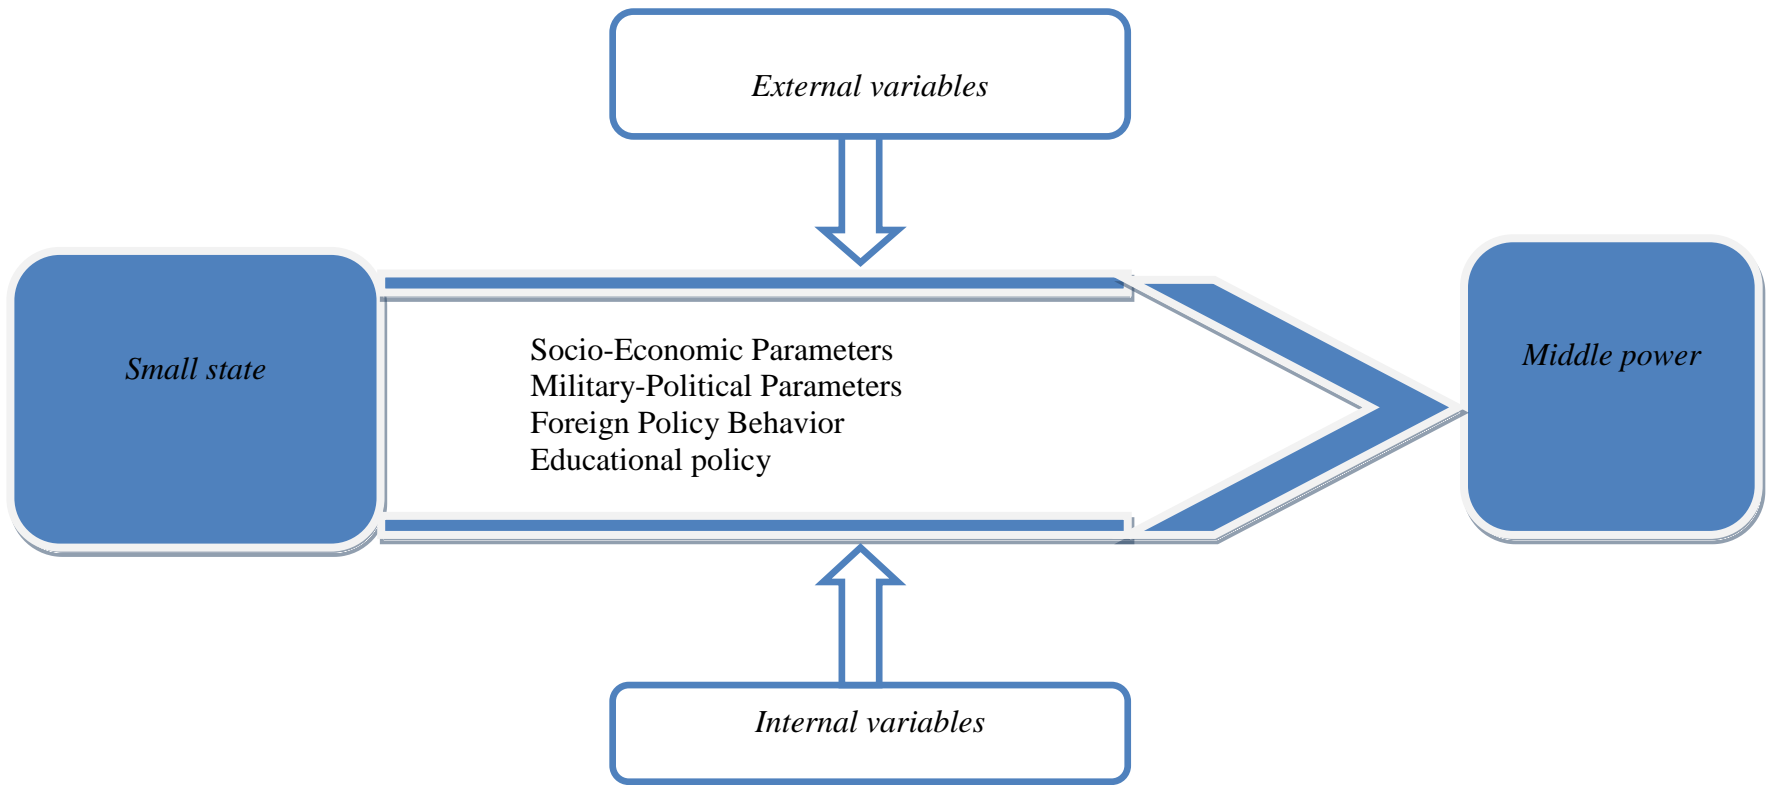 External variables
Small state
Socio-Economic Parameters
Military-Political Parameters
Foreign Policy Behavior
Educational policy
Middle power
Internal variables